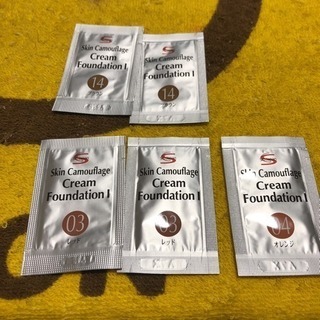 S
Skin Camouflage
Cream
Foundation I
14
S
Skin Camouflage
Cream
Foundation I
14
S
Skin Camouflage
Cream
Foundation I
03
レッド
S
Skin Camouflage
Cream
Foundation I
03
レッド
S
Skin Camouflage
Cream
Foundation I
04
オレンジ